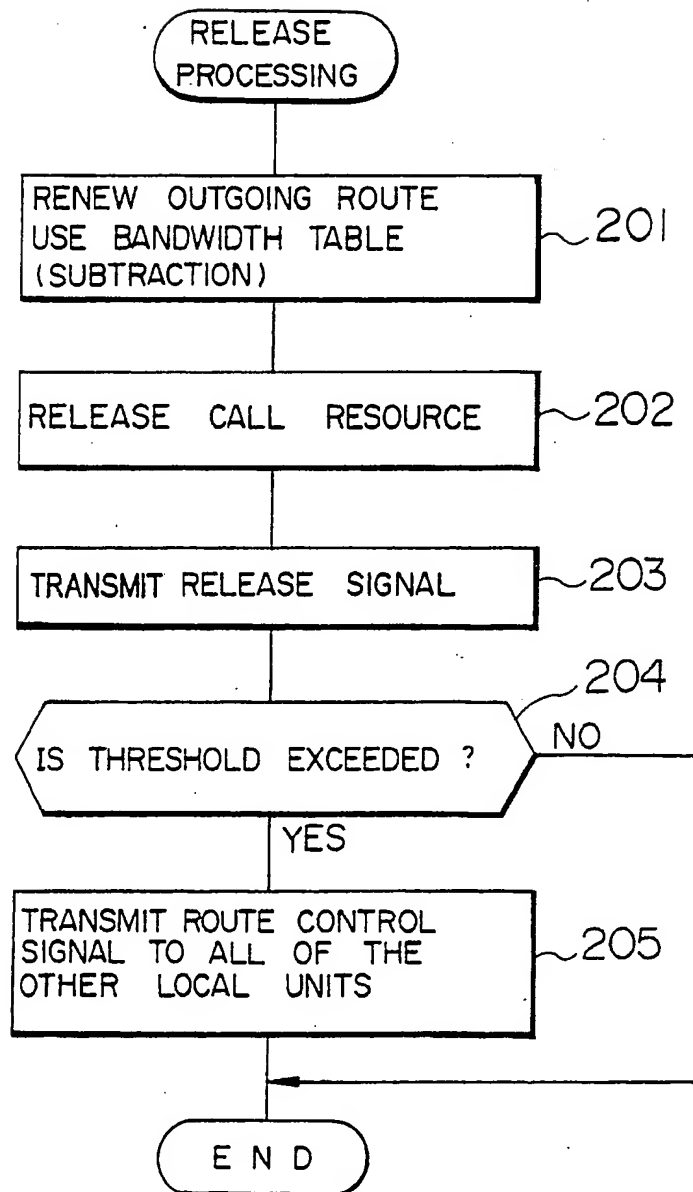 RELEASE
PROCESSING
RENEW OUTGOING ROUTE
USE BANDWIDTH TABLE
(SUBTRACTION)
201
RELEASE CALL RESOURCE
202
TRANSMIT RELEASE SIGNAL
203
204
IS THRESHOLD EXCEEDED ?
NO
YES
TRANSMIT ROUTE CONTROL
SIGNAL TO ALL OF THE
OTHER LOCAL UNITS
205
END